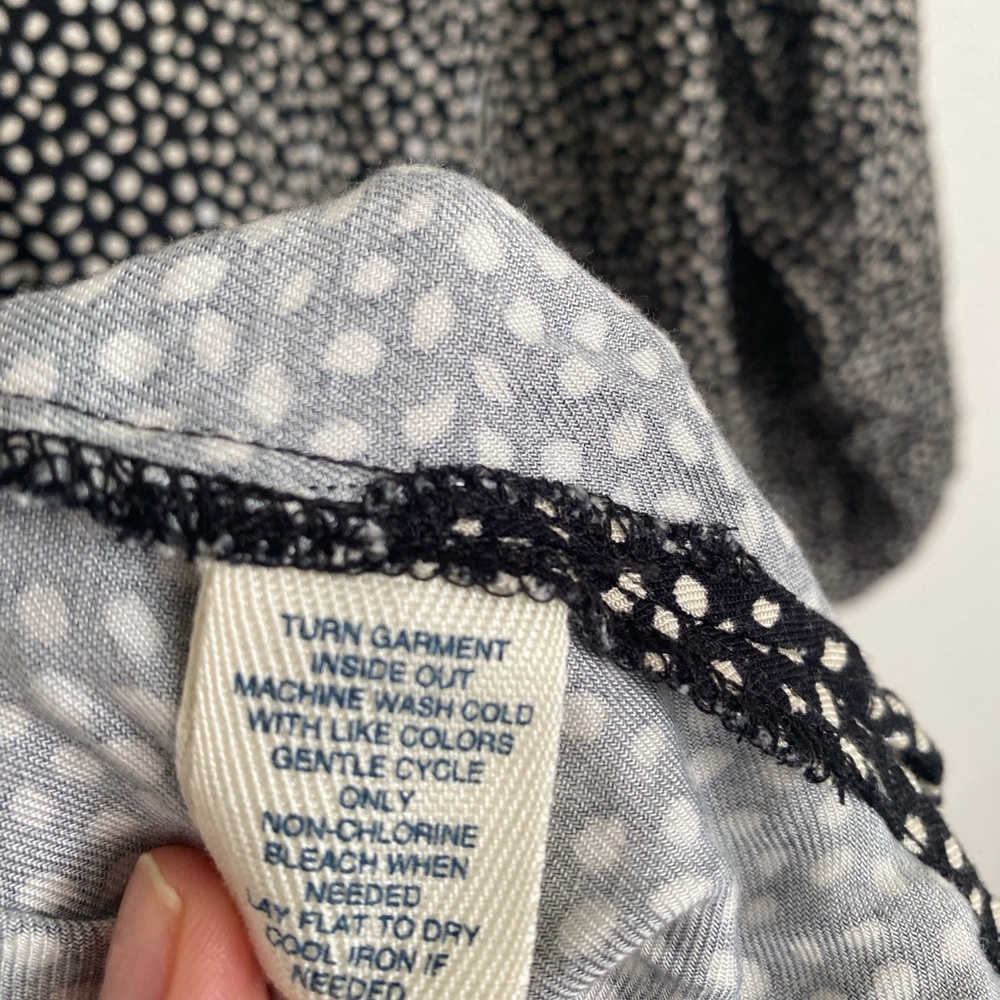 TURN GARMENT
INSIDE OUT
MACHINE WASH COLD
WITH LIKE COLORS
GENTLE CYCLE
ONLY
NON-CHLORINE
BLEACH WHEN
NEEDED
LAY FLAT TO DRY
COOL IRON IF
NEEDED